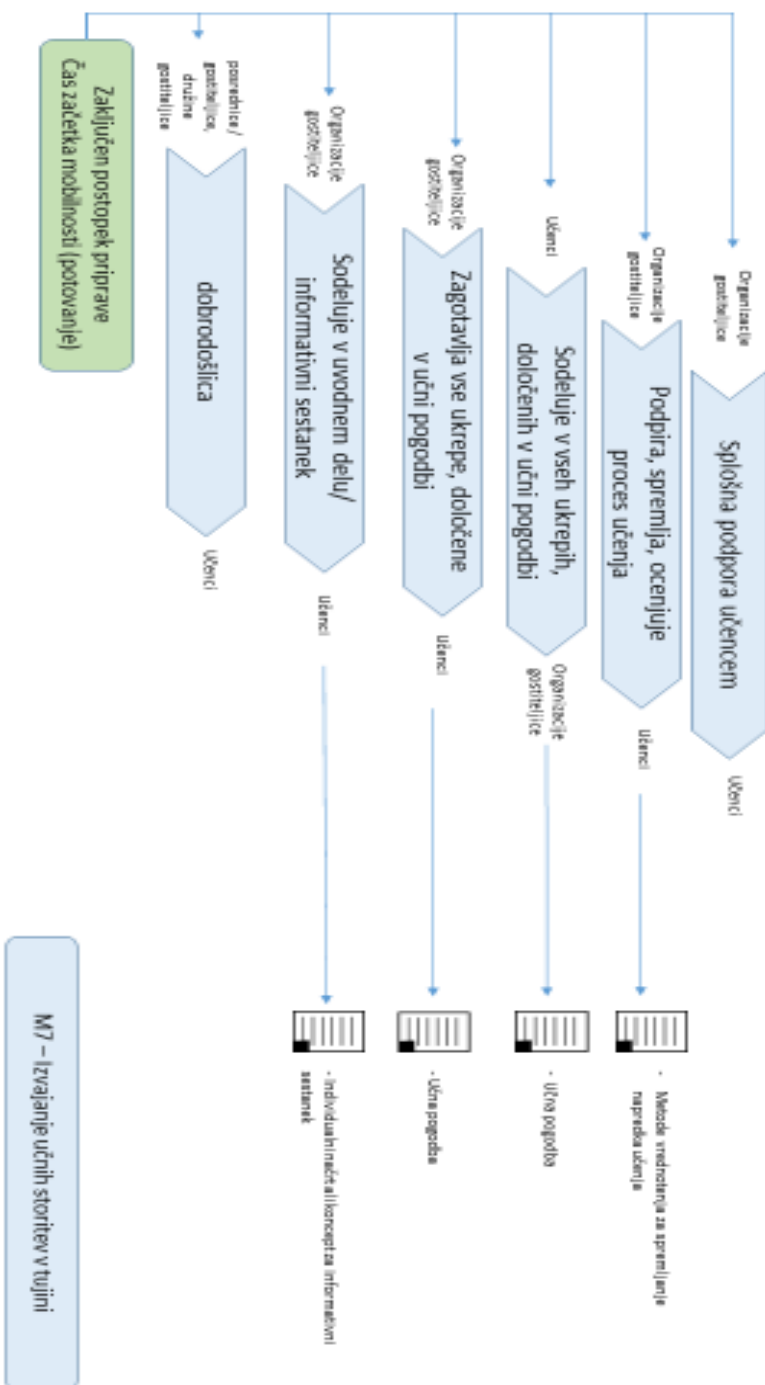 Zaključen postopek priprave
Čas začetka mobilnosti (potovanje)
posrednice /
gostiteljice,
družine
gostiteljice
dobrodošlica
Učenci
Organizacije
gostiteljice
Sodeluje v uvodnem delu/
informativni sestanek
Učenci
- Individualni načrt ali koncept za informativni
sestanek
Organizacije
gostiteljice
Zagotavlja vse ukrepe, določene
v učni pogodbi
Učenci
- Učna pogodba
Učenci
Sodeluje v vseh ukrepih,
določenih v učni pogodbi
Organizacije
gostiteljice
- Učna pogodba
Organizacije
gostiteljice
Podpira, spremlja, ocenjuje
proces učenja
Učenci
- Metode vrednotenja za spremljanje
napredka učenja
Organizacije
gostiteljice
Splošna podpora učencem
Učenci
M7 – Izvajanje učnih storitev v tujini